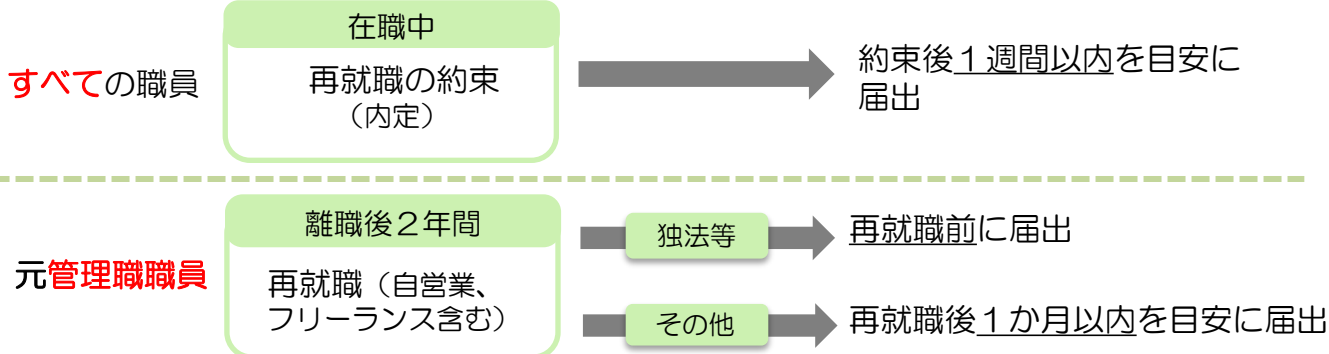 在職中
すべての職員
再就職の約束
（内定）
約束後１週間以内を目安に
届出
離職後２年間
元管理職職員
再就職（自営業、
フリーランス含む）
独法等
再就職前に届出
その他
再就職後１か月以内を目安に届出